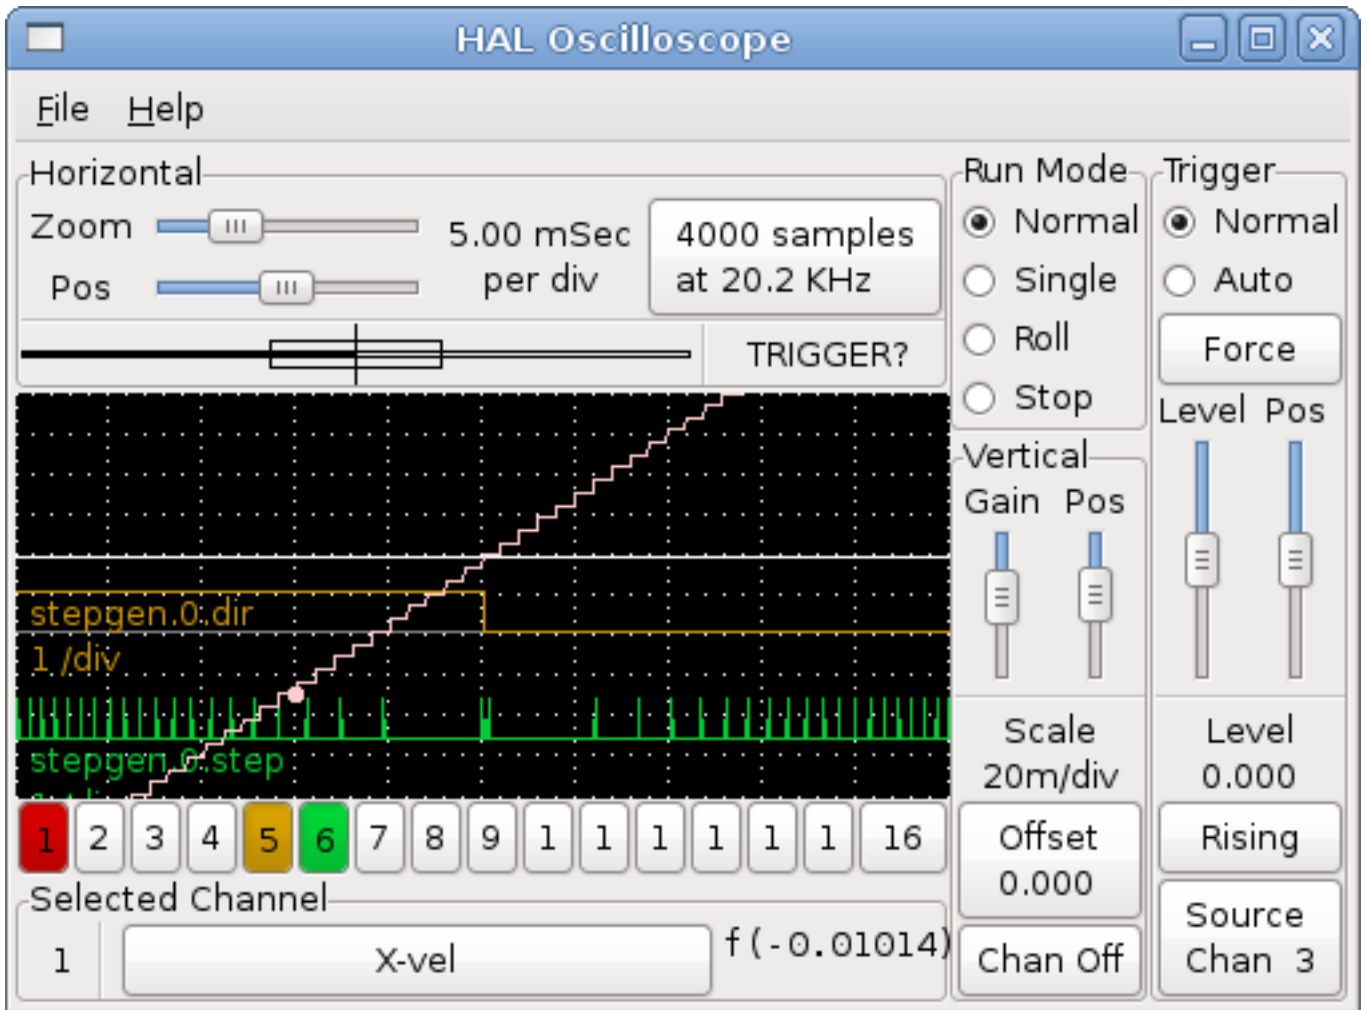 HAL Oscilloscope
File Help
Horizontal
Zoom
Pos
5.00 mSec
per div
4000 samples
at 20.2 KHz
TRIGGER?
Run Mode
Normal
Single
Roll
Stop
Trigger
Normal
Auto
Force
Level Pos
Vertical
Gain Pos
stepgen.0.dir
1 /div
stepgen.0.step
Scale
20m/div
Offset
0.000
Chan Off
Level
0.000
Rising
Source
Chan 3
1 2 3 4 5 6 7 8 9 1 1 1 1 1 1 16
Selected Channel
1 X-vel f(-0.01014)